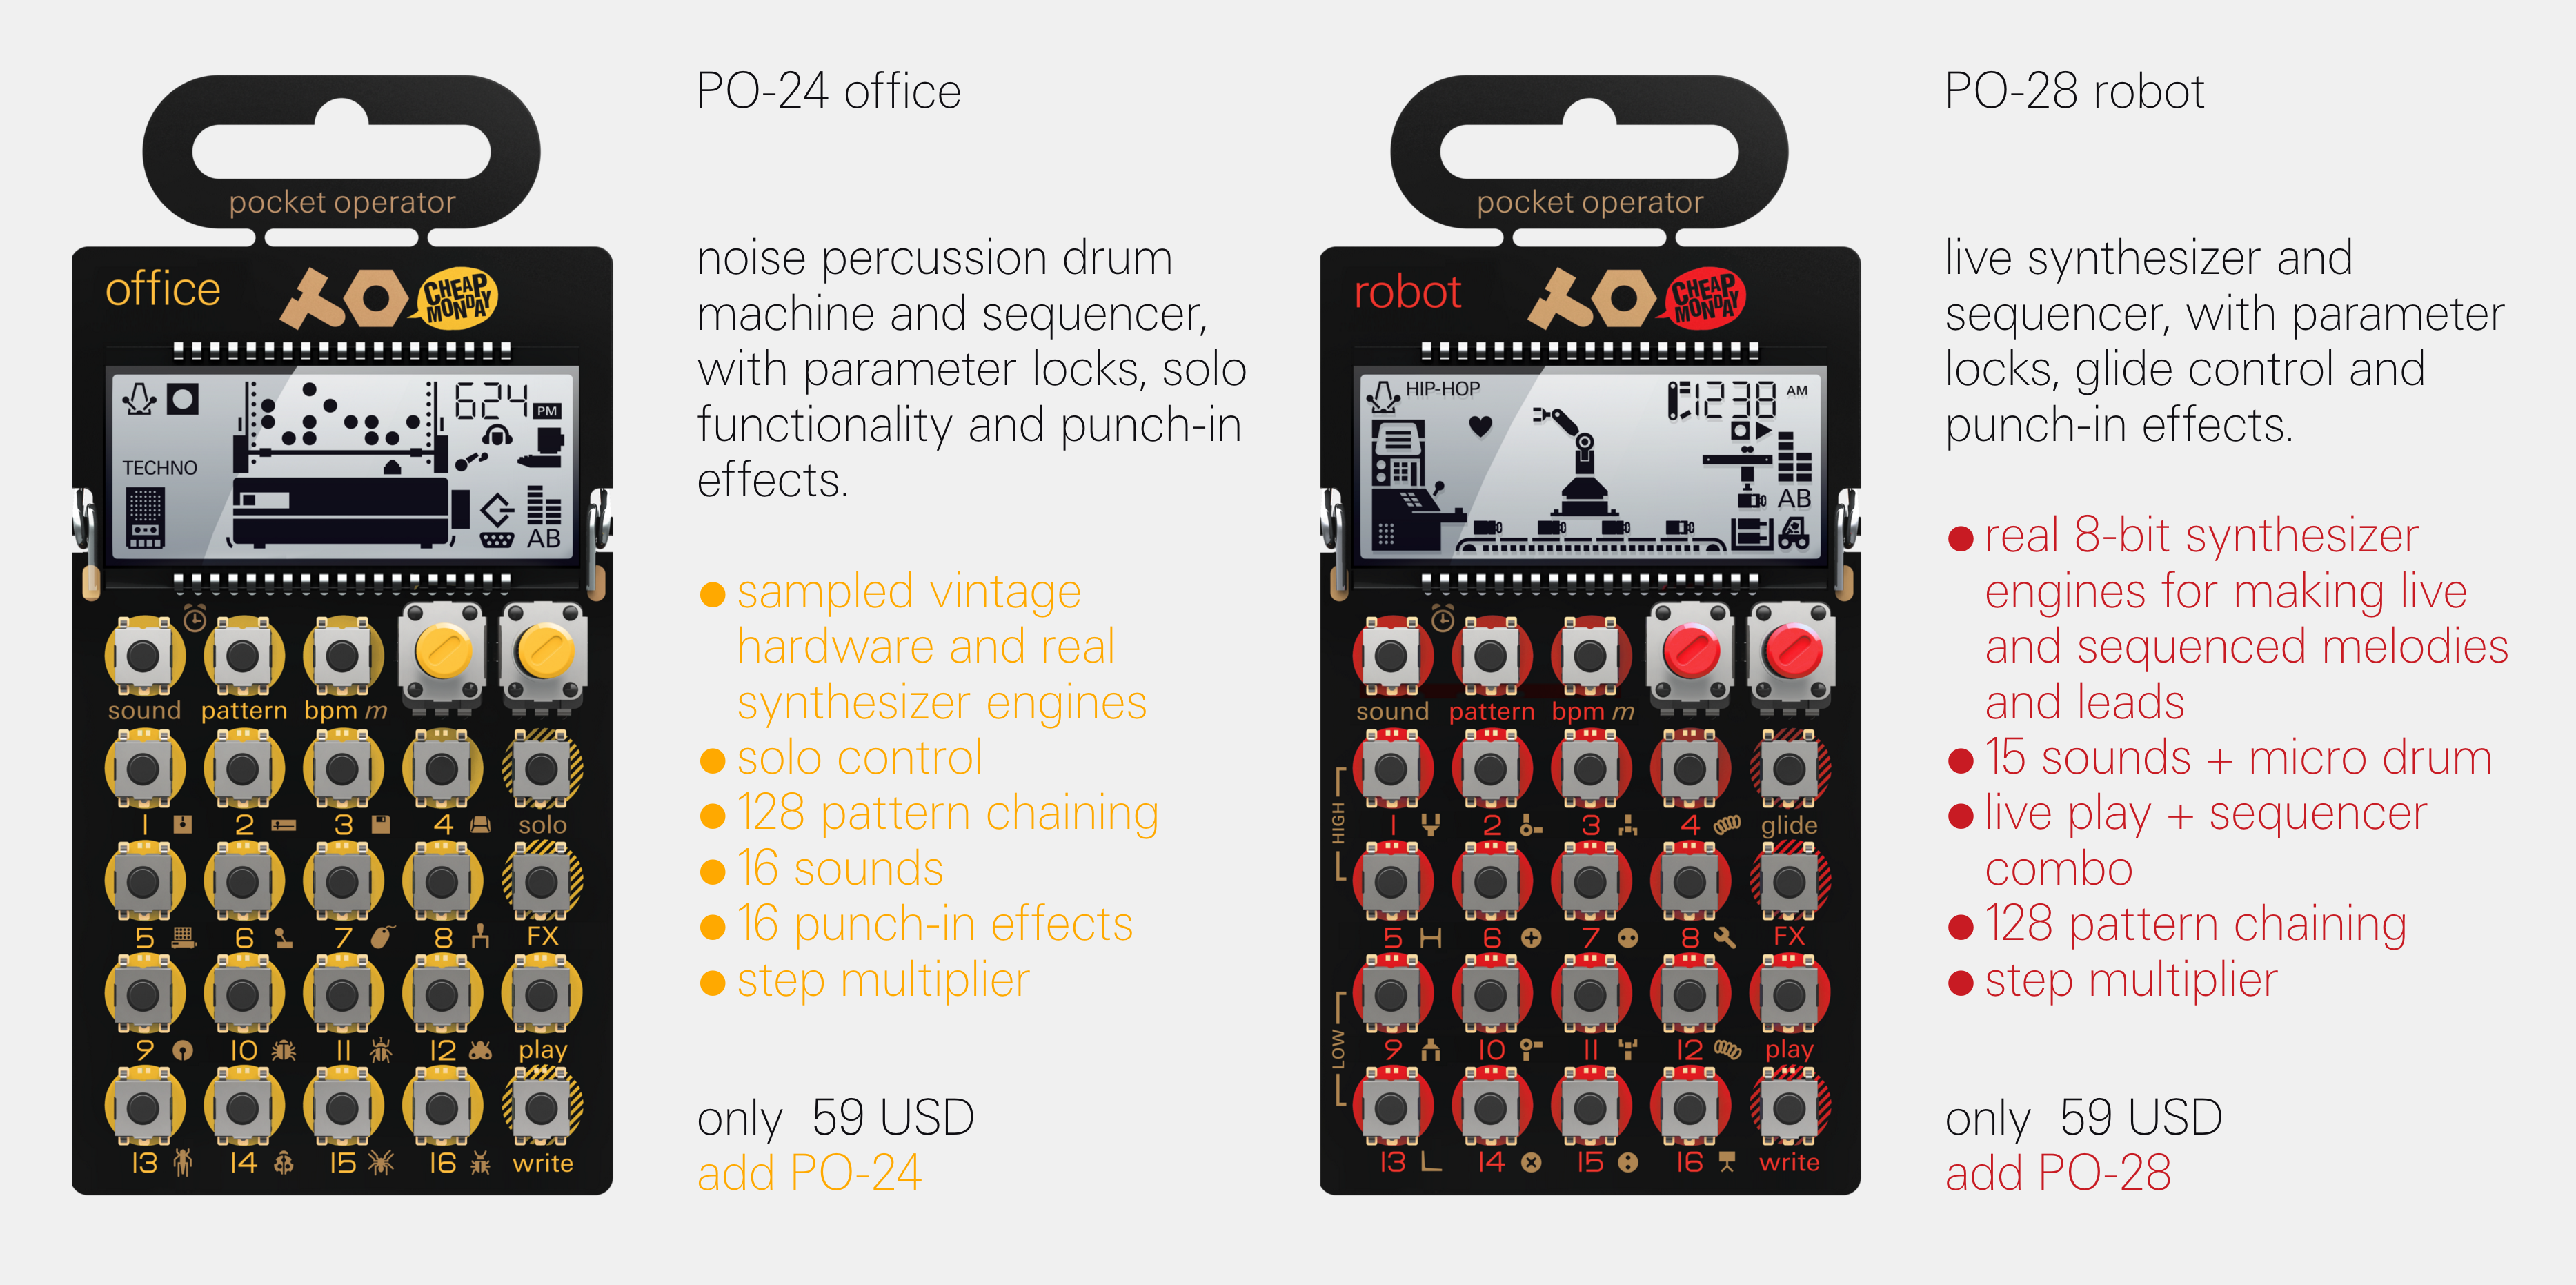 pocket operator
office
CHEAP
MONDAY
624 PM
TECHNO
AB
sound pattern bpm m
1 2 3 4 solo
5 6 7 8 FX
9 10 11 12 play
13 14 15 16 write
PO-24 office
noise percussion drum
machine and sequencer,
with parameter locks, solo
functionality and punch-in
effects.
● sampled vintage
hardware and real
synthesizer engines
● solo control
● 128 pattern chaining
● 16 sounds
● 16 punch-in effects
● step multiplier
only 59 USD
add PO-24
pocket operator
robot
CHEAP
MONDAY
HIP-HOP
1238 AM
AB
sound pattern bpm m
HIGH
1 2 3 4 glide
5 6 7 8 FX
LOW
9 10 11 12 play
13 14 15 16 write
PO-28 robot
live synthesizer and
sequencer, with parameter
locks, glide control and
punch-in effects.
● real 8-bit synthesizer
engines for making live
and sequenced melodies
and leads
● 15 sounds + micro drum
● live play + sequencer
combo
● 128 pattern chaining
● step multiplier
only 59 USD
add PO-28